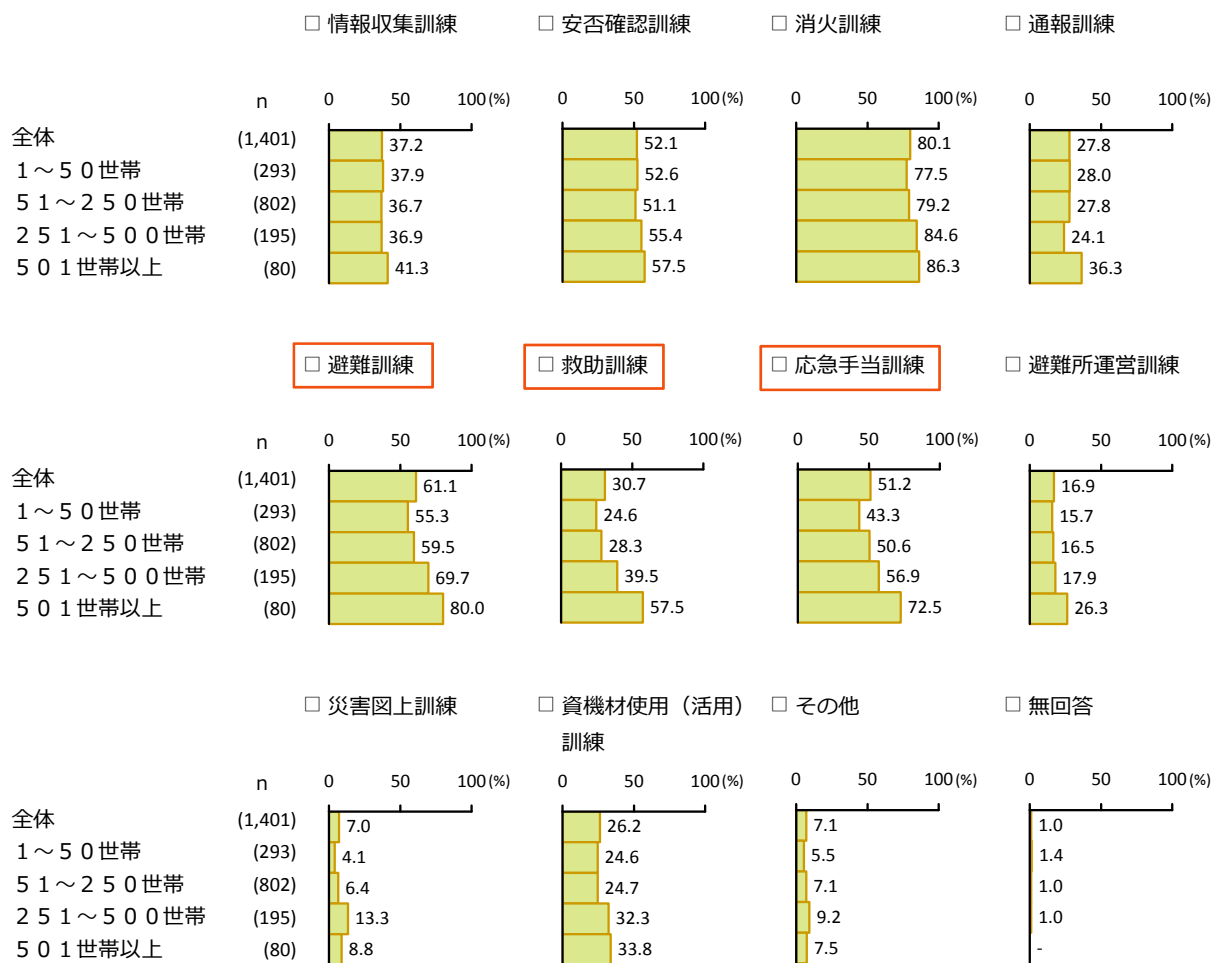 □ 情報収集訓練 □ 安否確認訓練 □ 消火訓練 □ 通報訓練
n 0 50 100(%) 0 50 100(%) 0 50 100(%) 0 50 100(%)
全体 (1,401) 37.2 52.1 80.1 27.8
1～50世帯 (293) 37.9 52.6 77.5 28.0
51～250世帯 (802) 36.7 51.1 79.2 27.8
251～500世帯 (195) 36.9 55.4 84.6 24.1
501世帯以上 (80) 41.3 57.5 86.3 36.3
□ 避難訓練 □ 救助訓練 □ 応急手当訓練 □ 避難所運営訓練
n 0 50 100(%) 0 50 100(%) 0 50 100(%) 0 50 100(%)
全体 (1,401) 61.1 30.7 51.2 16.9
1～50世帯 (293) 55.3 24.6 43.3 15.7
51～250世帯 (802) 59.5 28.3 50.6 16.5
251～500世帯 (195) 69.7 39.5 56.9 17.9
501世帯以上 (80) 80.0 57.5 72.5 26.3
□ 災害図上訓練 □ 資機材使用（活用） □ その他 □ 無回答
訓練
n 0 50 100(%) 0 50 100(%) 0 50 100(%) 0 50 100(%)
全体 (1,401) 7.0 26.2 7.1 1.0
1～50世帯 (293) 4.1 24.6 5.5 1.4
51～250世帯 (802) 6.4 24.7 7.1 1.0
251～500世帯 (195) 13.3 32.3 9.2 1.0
501世帯以上 (80) 8.8 33.8 7.5 -